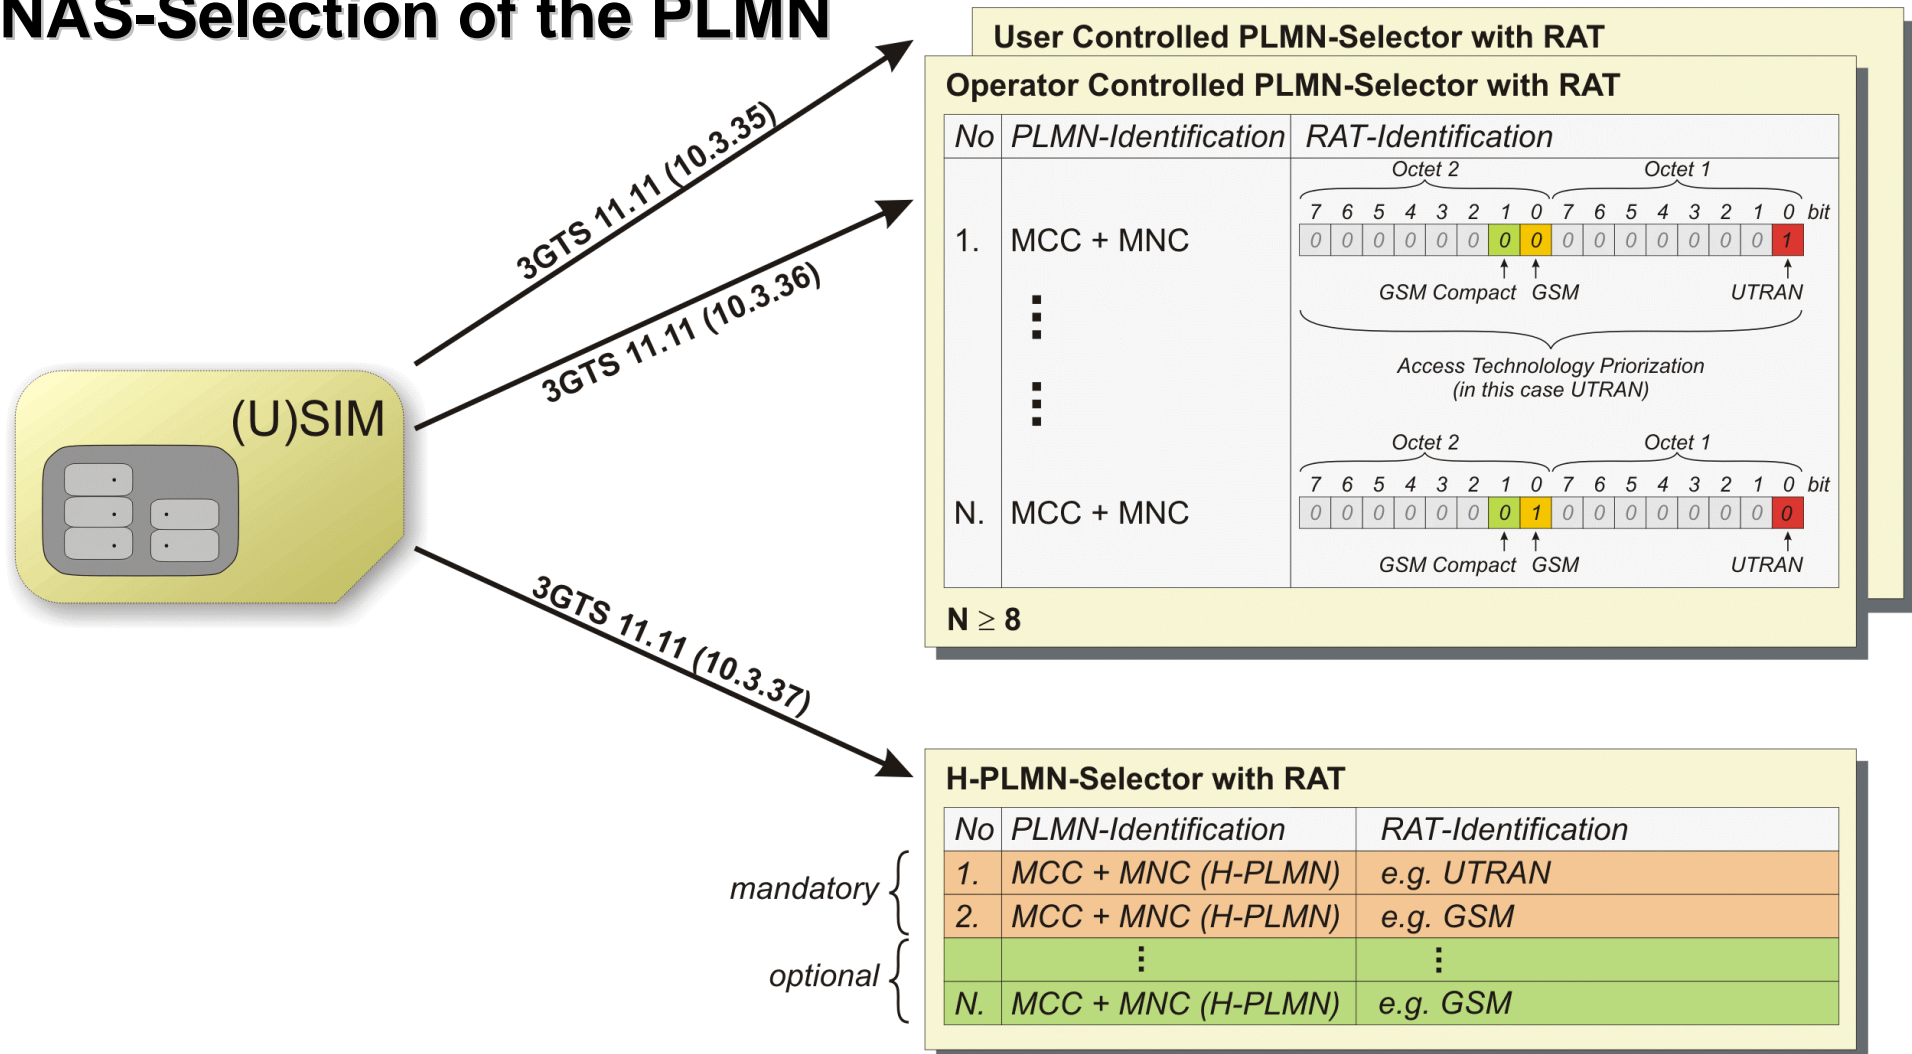 NAS-Selection of the PLMN
User Controlled PLMN-Selector with RAT
Operator Controlled PLMN-Selector with RAT
No PLMN-Identification RAT-Identification
Octet 2 Octet 1
7 6 5 4 3 2 1 0 7 6 5 4 3 2 1 0 bit
1. MCC + MNC 0 0 0 0 0 0 0 0 0 0 0 0 0 0 0 1
GSM Compact GSM UTRAN
Access Technolology Priorization
(in this case UTRAN)
Octet 2 Octet 1
7 6 5 4 3 2 1 0 7 6 5 4 3 2 1 0 bit
N. MCC + MNC 0 0 0 0 0 0 0 1 0 0 0 0 0 0 0 0
GSM Compact GSM UTRAN
N ≥ 8
3GTS 11.11 (10.3.35)
3GTS 11.11 (10.3.36)
(U)SIM
3GTS 11.11 (10.3.37)
H-PLMN-Selector with RAT
No PLMN-Identification RAT-Identification
mandatory
1. MCC + MNC (H-PLMN) e.g. UTRAN
2. MCC + MNC (H-PLMN) e.g. GSM
optional
N. MCC + MNC (H-PLMN) e.g. GSM